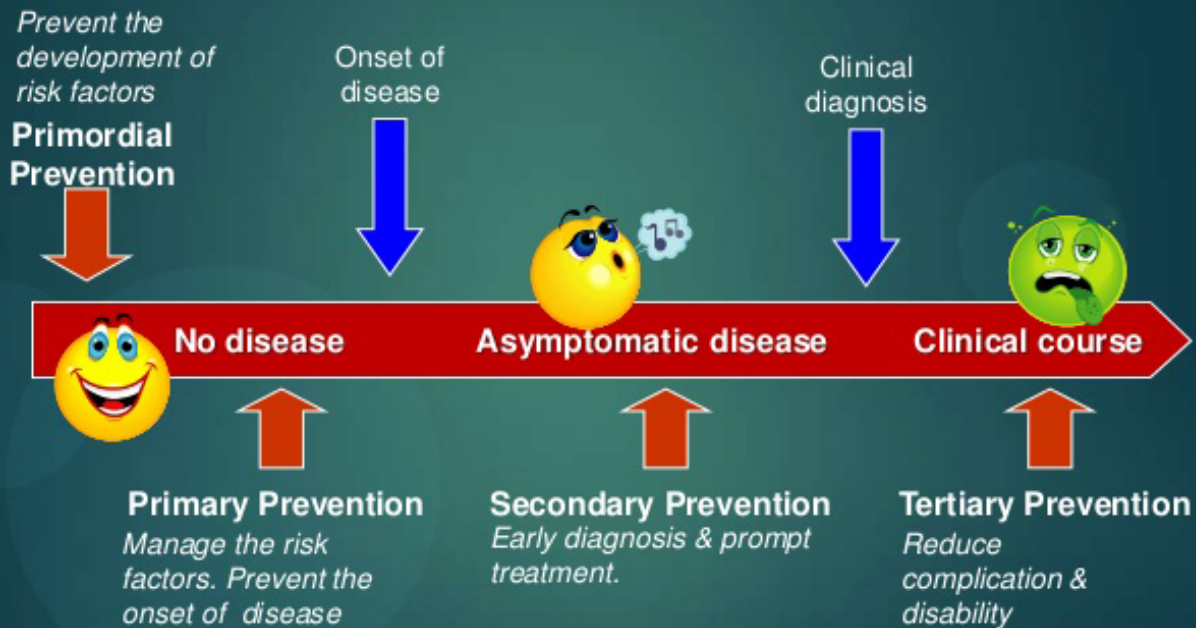 Prevent the
development of
risk factors
Primordial
Prevention
Onset of
disease
Clinical
diagnosis
No disease
Asymptomatic disease
Clinical course
Primary Prevention
Manage the risk
factors. Prevent the
onset of disease
Secondary Prevention
Early diagnosis & prompt
treatment.
Tertiary Prevention
Reduce
complication &
disability